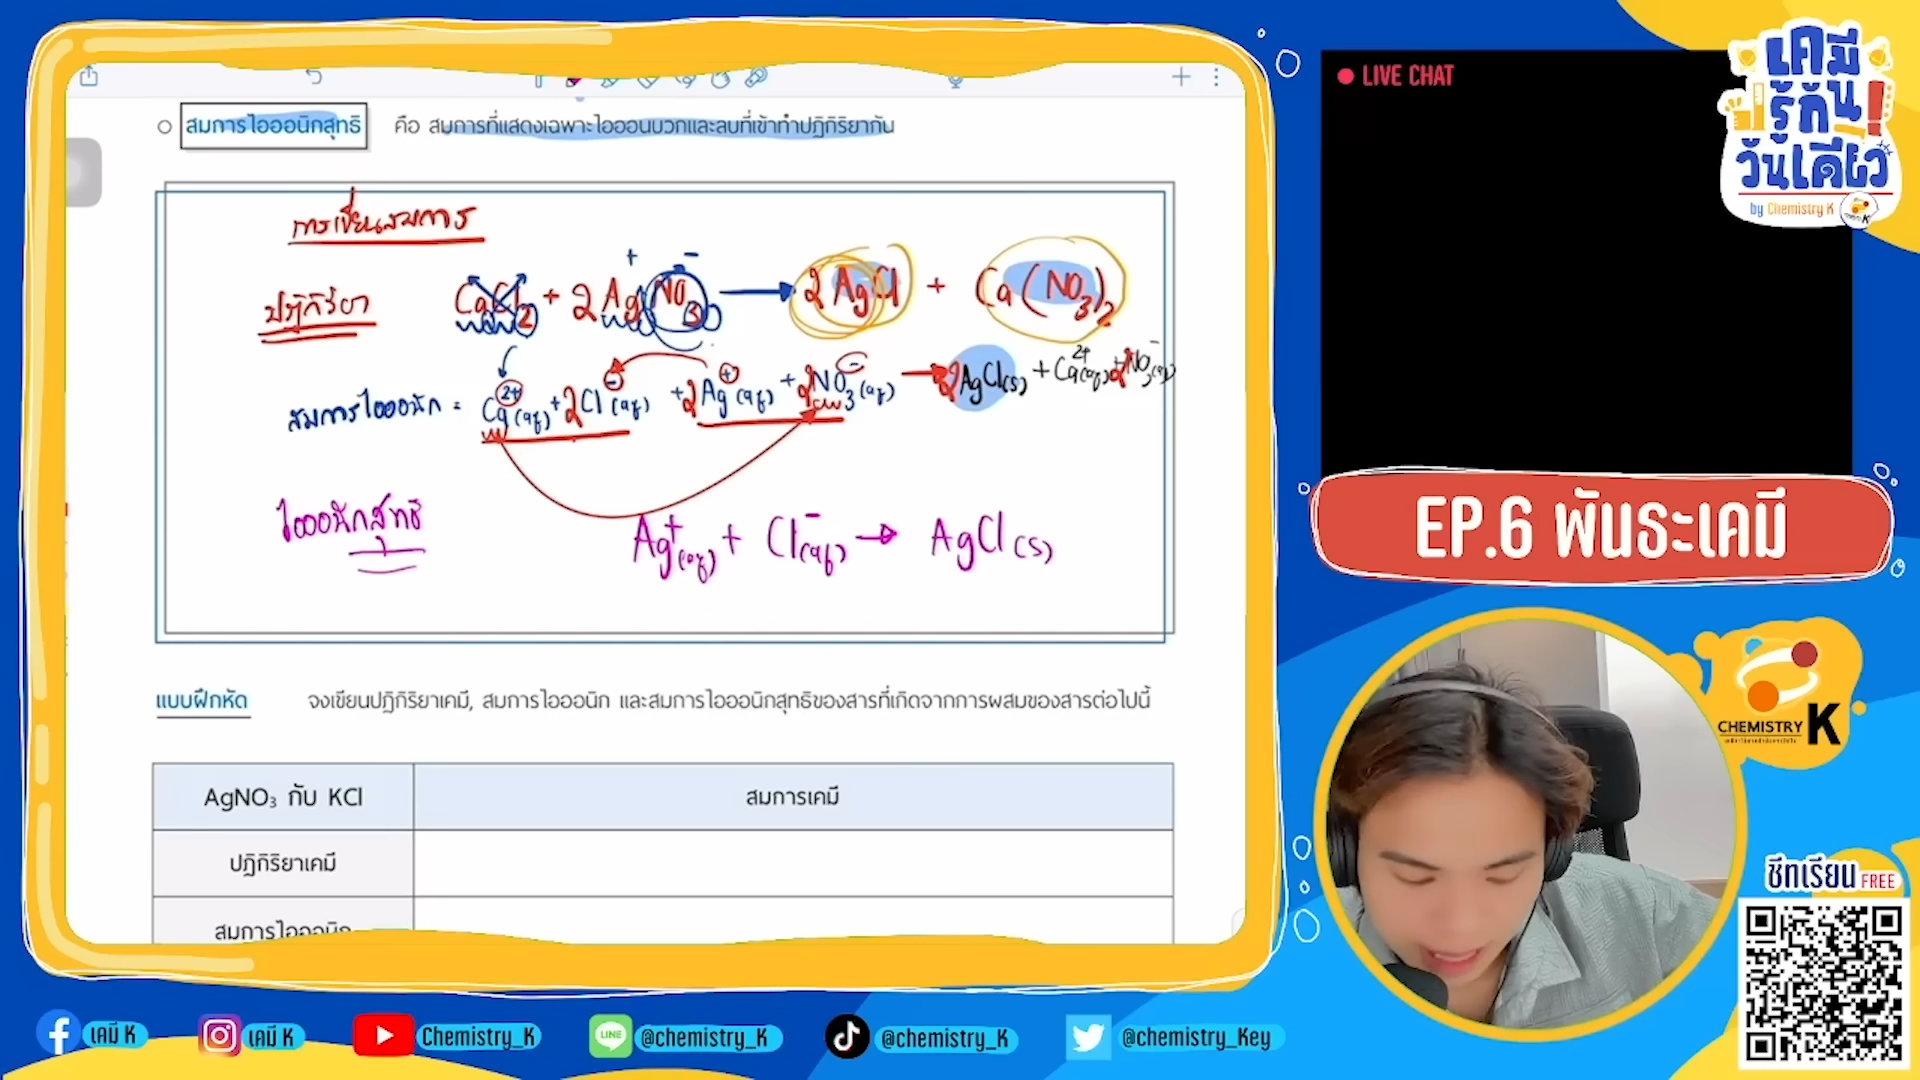 สมการไอออนิกสุทธิ คือ สมการที่แสดงเฉพาะไอออนบวกและลบที่เข้าทำปฏิกิริยากัน
การเขียนสมการ
ปฏิกิริยา CaCl2 + 2AgNO3 → 2AgCl + Ca(NO3)2
+ -
สมการไอออนิก = Ca2+(aq) + 2Cl-(aq) + 2Ag+(aq) + 2NO3-(aq) → 2AgCl(s) + Ca2+(aq) + 2NO3-(aq)
ไอออนิกสุทธิ Ag+(aq) + Cl-(aq) → AgCl(s)
แบบฝึกหัด จงเขียนปฏิกิริยาเคมี, สมการไอออนิก และสมการไอออนิกสุทธิของสารที่เกิดจากการผสมของสารต่อไปนี้
AgNO₃ กับ KCl สมการเคมี
ปฏิกิริยาเคมี
สมการไอออนิก
LIVE CHAT
เคมี
รู้กัน!
วันเดียว
by Chemistry K
EP.6 พันธะเคมี
CHEMISTRY K
ชีทเรียน FREE
เคมี K
เคมี K
Chemistry_K
LINE
@chemistry_K
@chemistry_K
@chemistry_Key